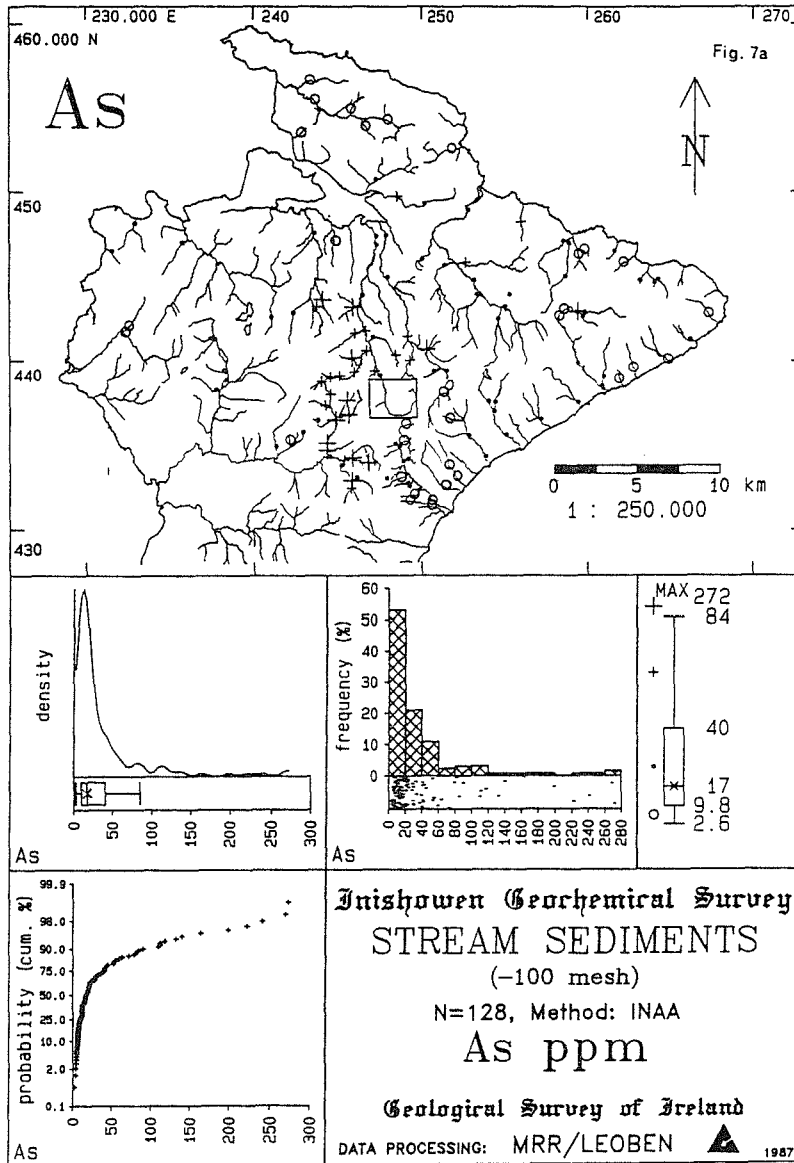 230.000 E
240
250
260
270
460.000 N
Fig. 7a
As
N
450
440
0 5 10 km
1 : 250.000
430
density
0
50
100
150
200
250
300
As
60
50
40
30
20
10
0
frequency (%)
0
20
40
60
80
100
120
140
160
180
200
220
240
260
280
As
MAX 272
84
40
17
9.8
2.6
99.9
98.0
90.0
75.0
50.0
25.0
10.0
2.0
0.1
probability (cum. %)
0
50
100
150
200
250
300
As
Inishowen Geochemical Survey
STREAM SEDIMENTS
(-100 mesh)
N=128, Method: INAA
As ppm
Geological Survey of Ireland
DATA PROCESSING: MRR/LEOBEN 1987